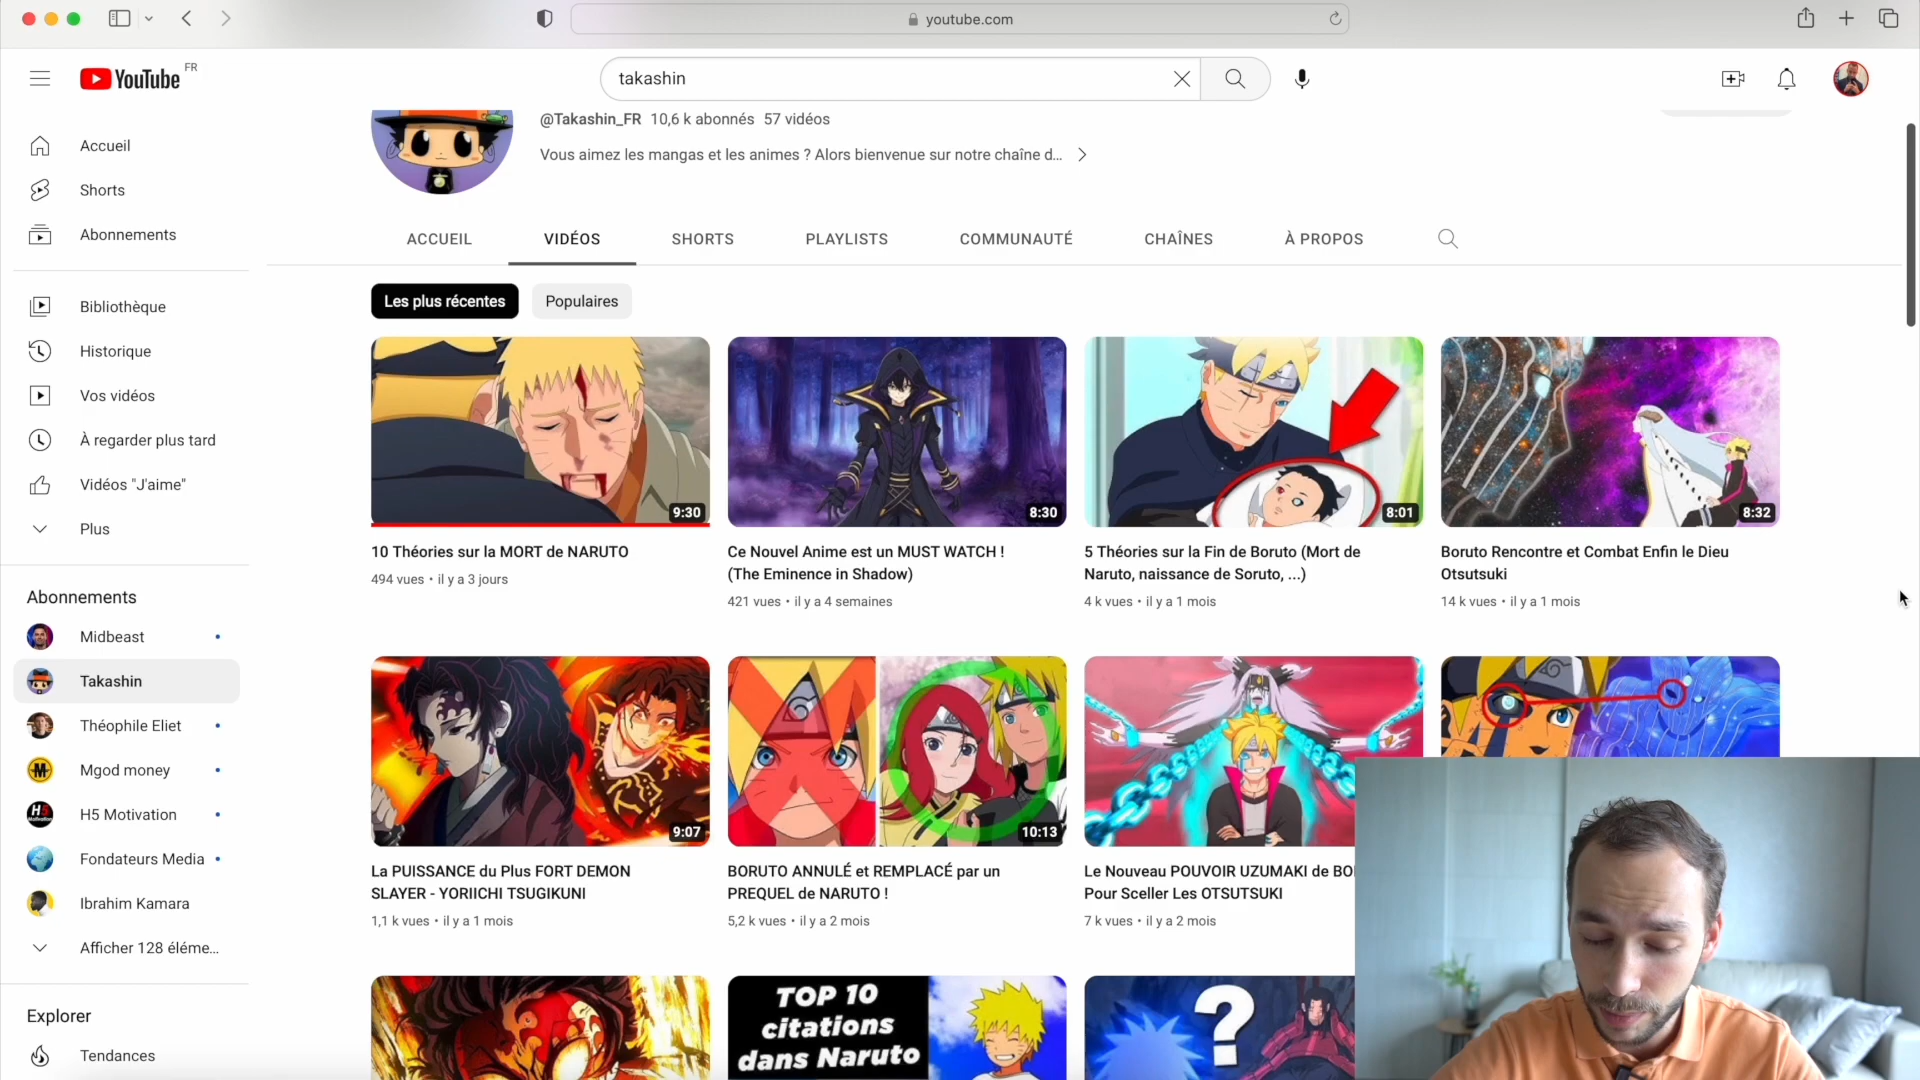 youtube.com
YouTube FR
takashin
Accueil
Shorts
Abonnements
Bibliothèque
Historique
Vos vidéos
À regarder plus tard
Vidéos "J'aime"
Plus
Abonnements
Midbeast
Takashin
Théophile Eliet
Mgod money
H5 Motivation
Fondateurs Media
Ibrahim Kamara
Afficher 128 éléme...
Explorer
Tendances
@Takashin_FR 10,6 k abonnés 57 vidéos
Vous aimez les mangas et les animes ? Alors bienvenue sur notre chaîne d...
ACCUEIL VIDÉOS SHORTS PLAYLISTS COMMUNAUTÉ CHAÎNES À PROPOS
Les plus récentes Populaires
9:30
10 Théories sur la MORT de NARUTO
494 vues • il y a 3 jours
8:30
Ce Nouvel Anime est un MUST WATCH !
(The Eminence in Shadow)
421 vues • il y a 4 semaines
8:01
5 Théories sur la Fin de Boruto (Mort de
Naruto, naissance de Soruto, ...)
4 k vues • il y a 1 mois
8:32
Boruto Rencontre et Combat Enfin le Dieu
Otsutsuki
14 k vues • il y a 1 mois
9:07
La PUISSANCE du Plus FORT DEMON
SLAYER - YORIICHI TSUGIKUNI
1,1 k vues • il y a 1 mois
10:13
BORUTO ANNULÉ et REMPLACÉ par un
PREQUEL de NARUTO !
5,2 k vues • il y a 2 mois
Le Nouveau POUVOIR UZUMAKI de BO
Pour Sceller Les OTSUTSUKI
7 k vues • il y a 2 mois
TOP 10
citations
dans Naruto
?